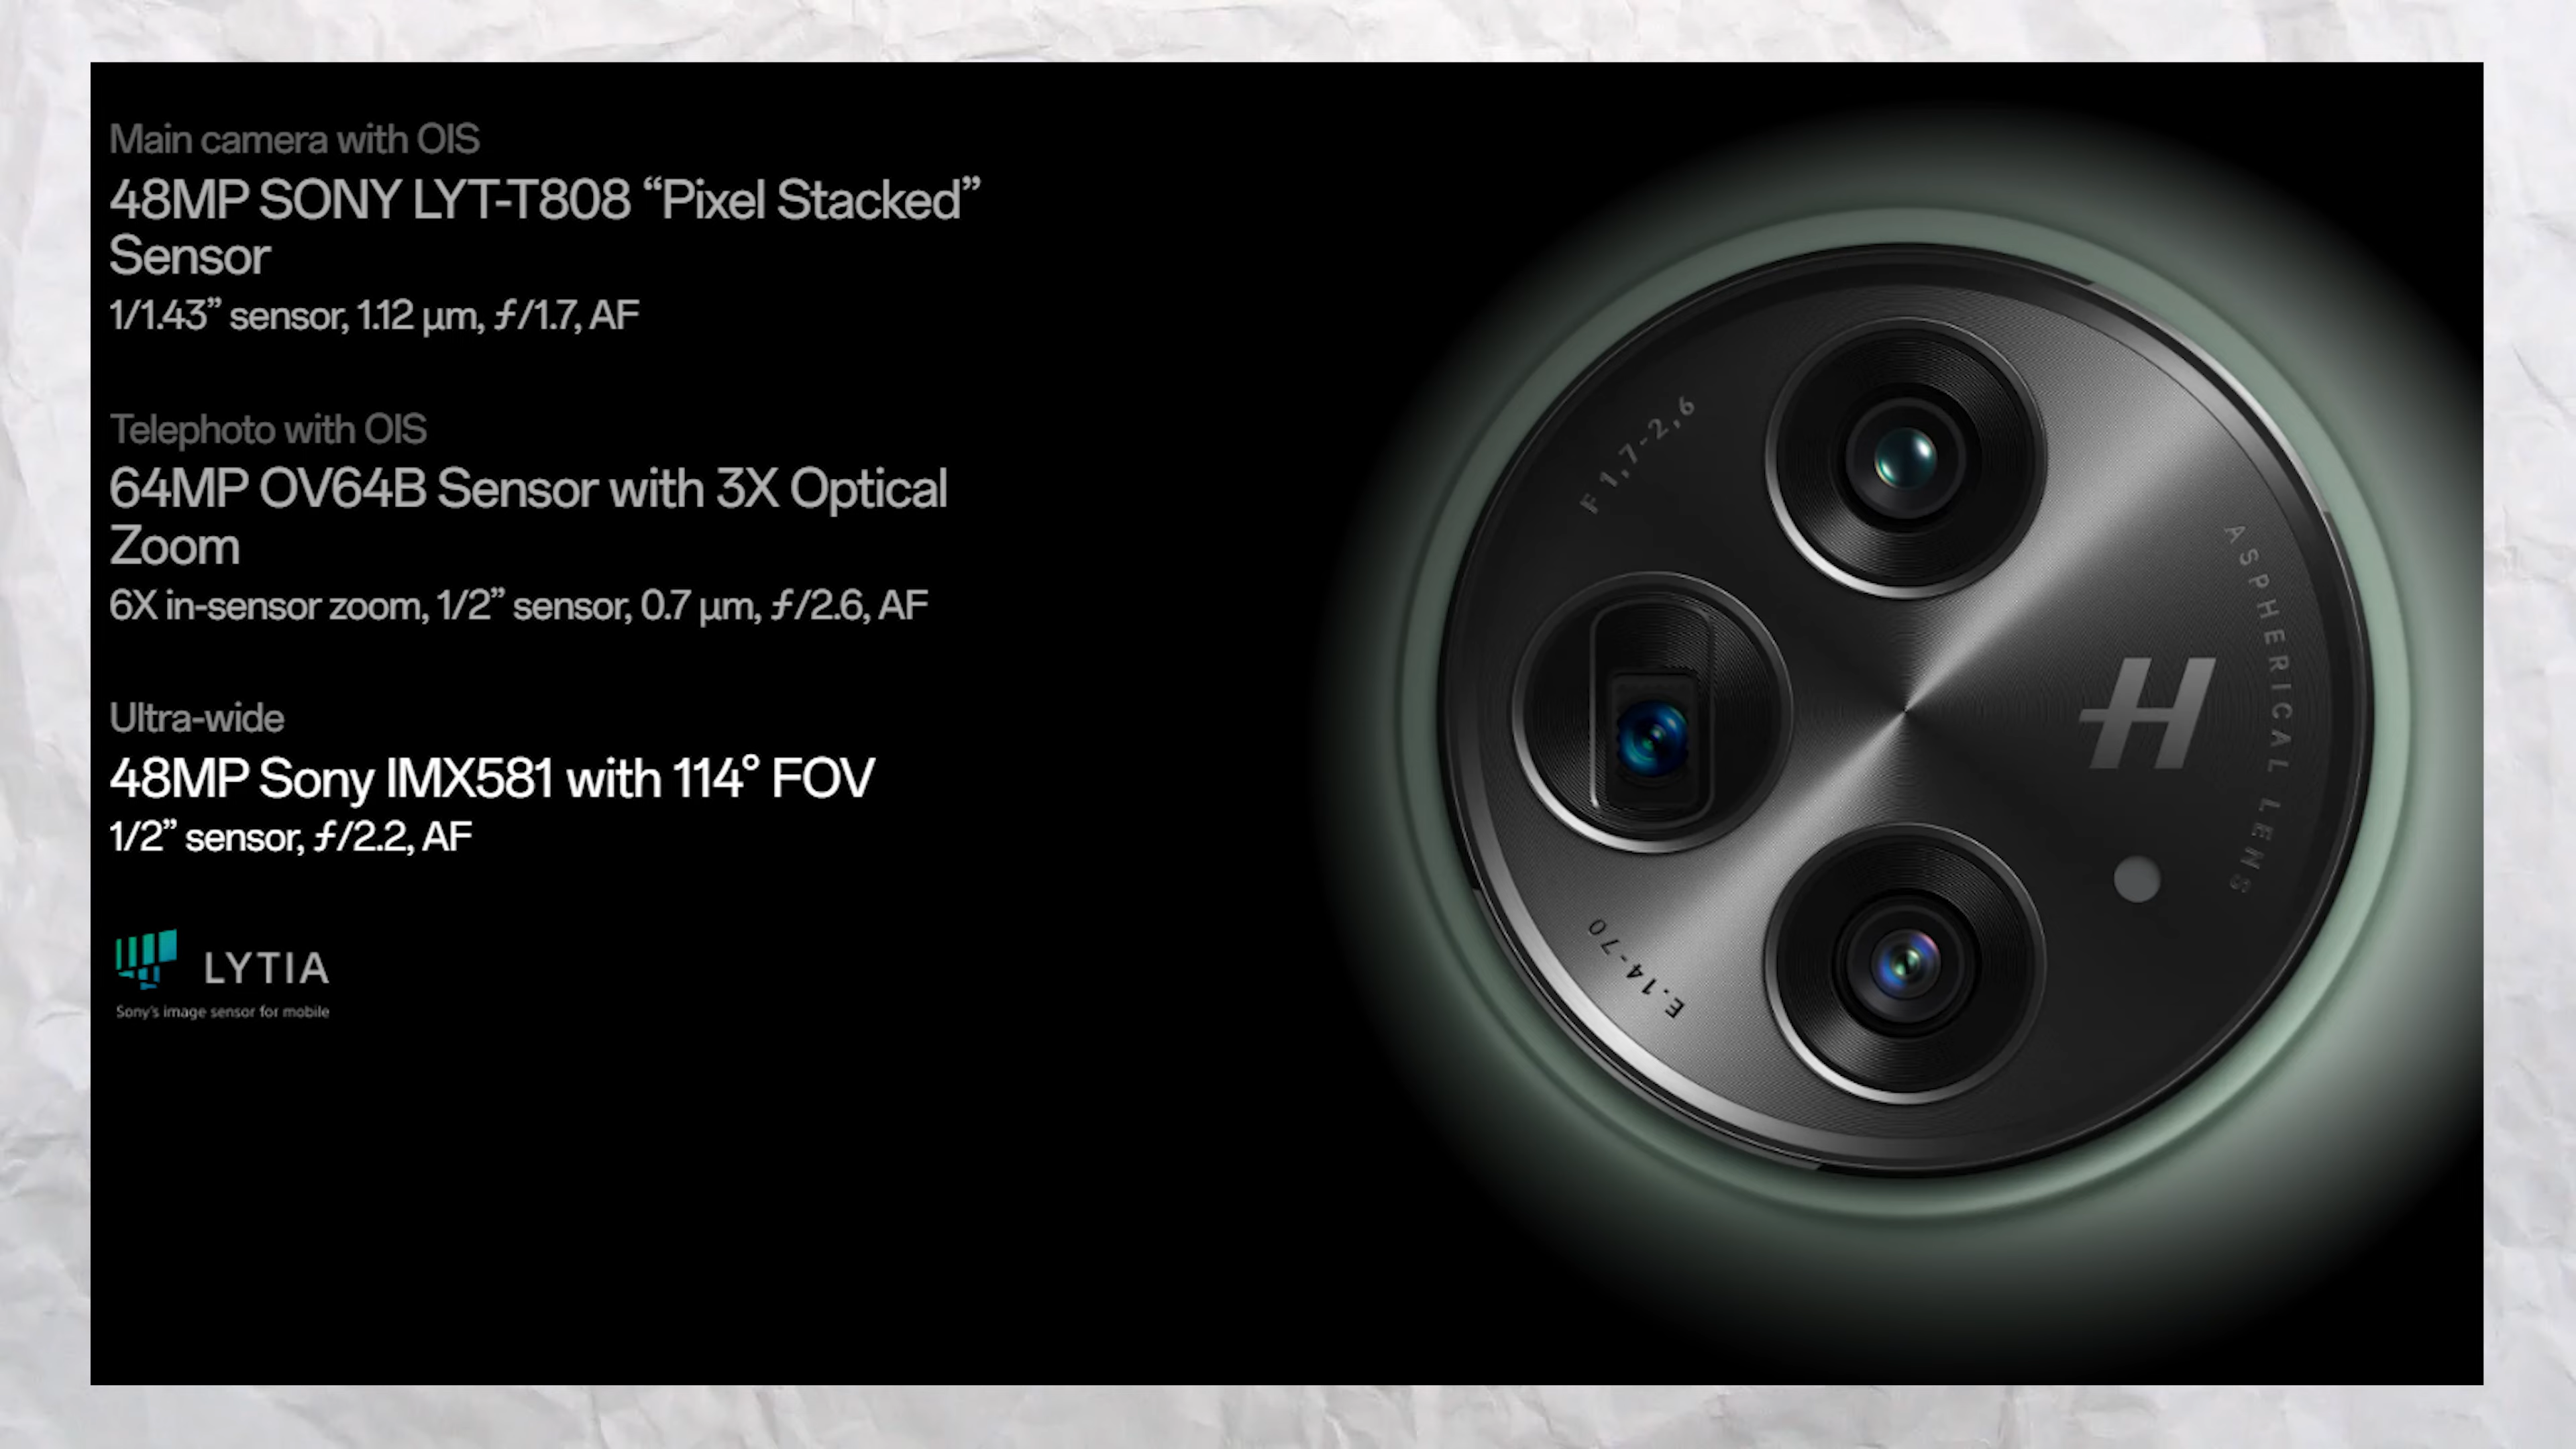 Main camera with OIS
48MP SONY LYT-T808 “Pixel Stacked”
Sensor
1/1.43” sensor, 1.12 μm, ƒ/1.7, AF
Telephoto with OIS
64MP OV64B Sensor with 3X Optical
Zoom
6X in-sensor zoom, 1/2” sensor, 0.7 μm, ƒ/2.6, AF
Ultra-wide
48MP Sony IMX581 with 114° FOV
1/2” sensor, ƒ/2.2, AF
LYTIA
Sony's image sensor for mobile
F 1,7-2,6
ASPHERICAL LENS
H
E.14-70